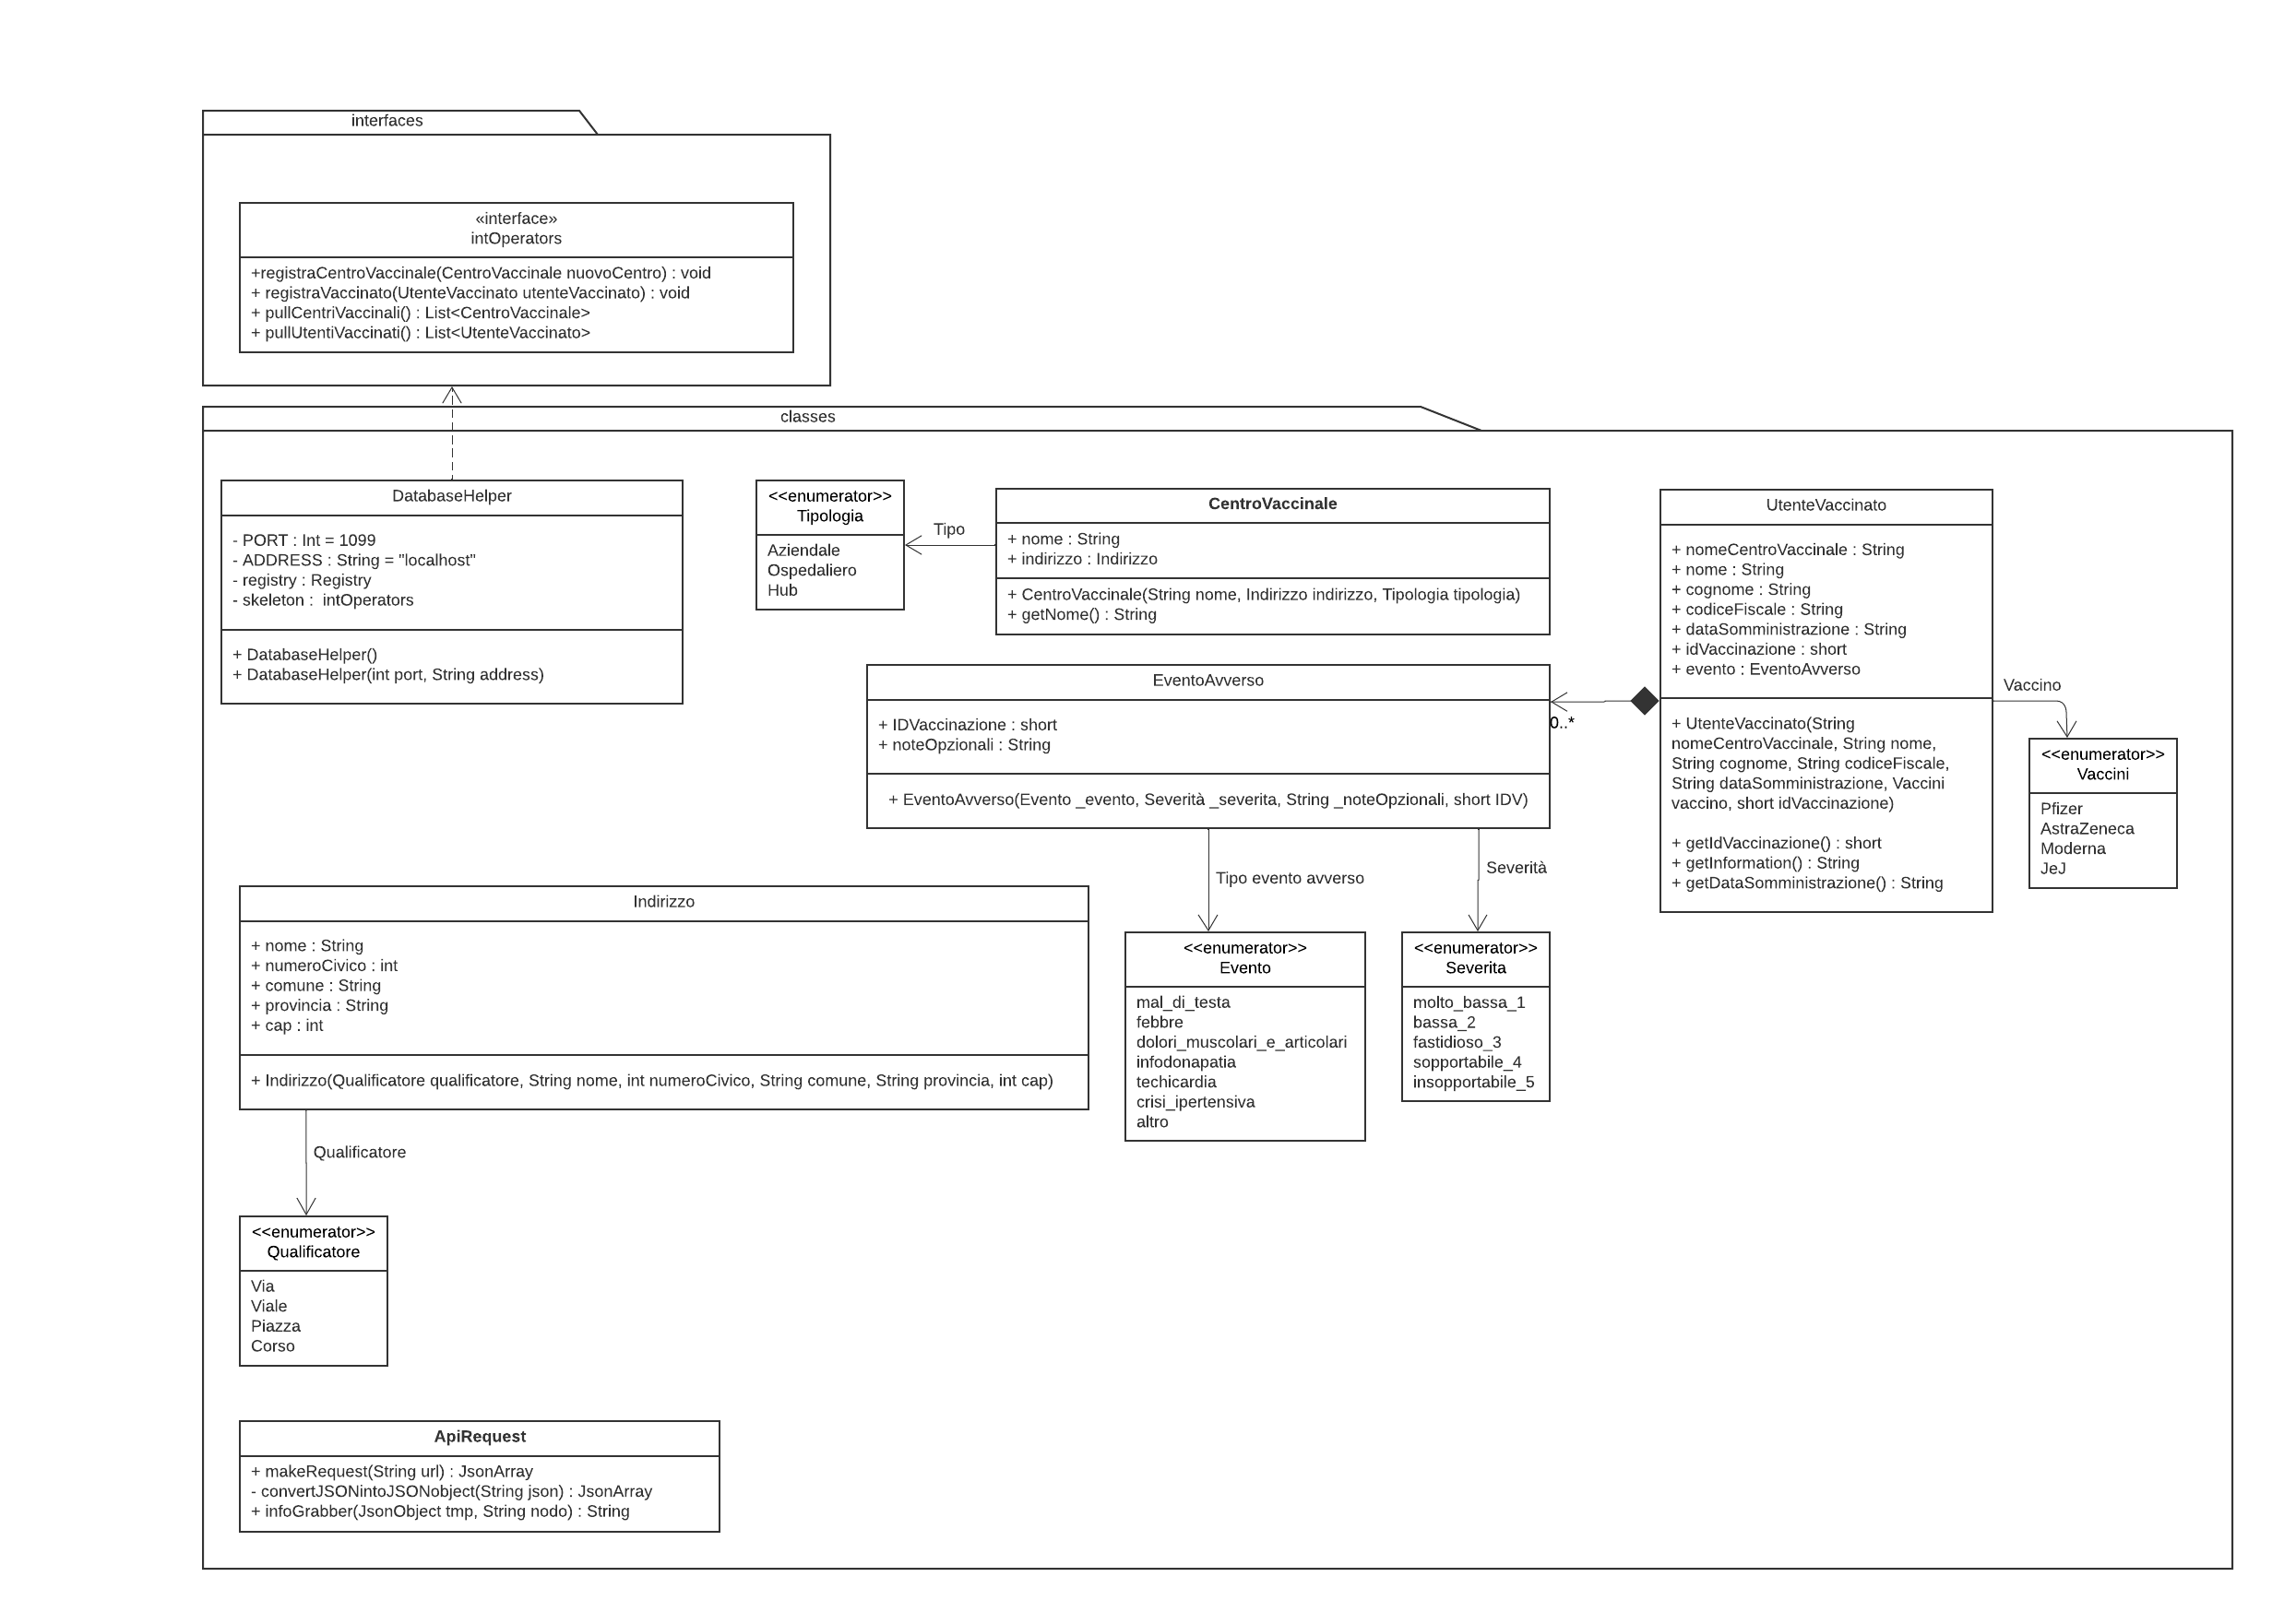 interfaces
«interface»
intOperators
+registraCentroVaccinale(CentroVaccinale nuovoCentro) : void
+ registraVaccinato(UtenteVaccinato utenteVaccinato) : void
+ pullCentriVaccinali() : List<CentroVaccinale>
+ pullUtentiVaccinati() : List<UtenteVaccinato>
classes
DatabaseHelper
- PORT : Int = 1099
- ADDRESS : String = "localhost"
- registry : Registry
- skeleton :  intOperators
+ DatabaseHelper()
+ DatabaseHelper(int port, String address)
<<enumerator>>
Tipologia
Aziendale
Ospedaliero
Hub
Tipo
CentroVaccinale
+ nome : String
+ indirizzo : Indirizzo
+ CentroVaccinale(String nome, Indirizzo indirizzo, Tipologia tipologia)
+ getNome() : String
UtenteVaccinato
+ nomeCentroVaccinale : String
+ nome : String
+ cognome : String
+ codiceFiscale : String
+ dataSomministrazione : String
+ idVaccinazione : short
+ evento : EventoAvverso
+ UtenteVaccinato(String
nomeCentroVaccinale, String nome,
String cognome, String codiceFiscale,
String dataSomministrazione, Vaccini
vaccino, short idVaccinazione)
+ getIdVaccinazione() : short
+ getInformation() : String
+ getDataSomministrazione() : String
Vaccino
<<enumerator>>
Vaccini
Pfizer
AstraZeneca
Moderna
JeJ
EventoAvverso
+ IDVaccinazione : short
+ noteOpzionali : String
+ EventoAvverso(Evento _evento, Severità _severita, String _noteOpzionali, short IDV)
0..*
Tipo evento avverso
Severità
<<enumerator>>
Evento
mal_di_testa
febbre
dolori_muscolari_e_articolari
infodonapatia
techicardia
crisi_ipertensiva
altro
<<enumerator>>
Severita
molto_bassa_1
bassa_2
fastidioso_3
sopportabile_4
insopportabile_5
Indirizzo
+ nome : String
+ numeroCivico : int
+ comune : String
+ provincia : String
+ cap : int
+ Indirizzo(Qualificatore qualificatore, String nome, int numeroCivico, String comune, String provincia, int cap)
Qualificatore
<<enumerator>>
Qualificatore
Via
Viale
Piazza
Corso
ApiRequest
+ makeRequest(String url) : JsonArray
- convertJSONintoJSONobject(String json) : JsonArray
+ infoGrabber(JsonObject tmp, String nodo) : String